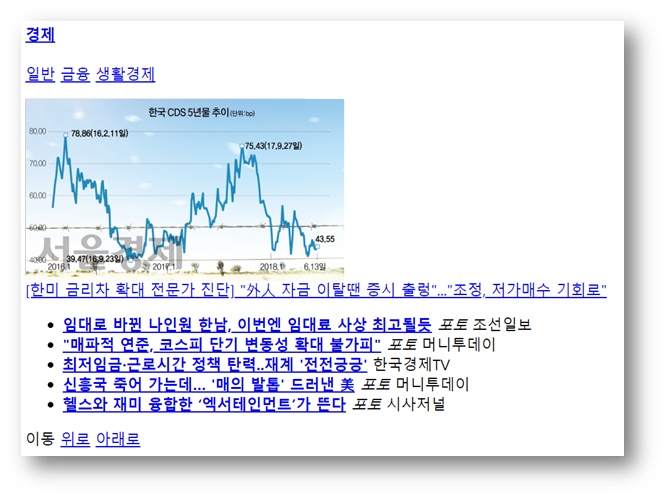 경제
일반 금융 생활경제
한국 CDS 5년물 추이 (단위:bp)
80.00
78.86(16.2.11일)
75.43(17.9.27일)
70.00
60.00
50.00
43.55
서울경제
39.47(16.9.23일)
40.00
2016.1 2017.1 2018.1 6.13일
[한미 금리차 확대 전문가 진단] "外人 자금 이탈땐 증시 출렁"..."조정, 저가매수 기회로"
• 임대로 바뀐 나인원 한남, 이번엔 임대료 사상 최고될듯 포토 조선일보
• "매파적 연준, 코스피 단기 변동성 확대 불가피" 포토 머니투데이
• 최저임금·근로시간 정책 탄력..재계 '전전긍긍' 한국경제TV
• 신흥국 죽어 가는데... '매의 발톱' 드러낸 美 포토 머니투데이
• 헬스와 재미 융합한 ‘엑서테인먼트’가 뜬다 포토 시사저널
이동 위로 아래로